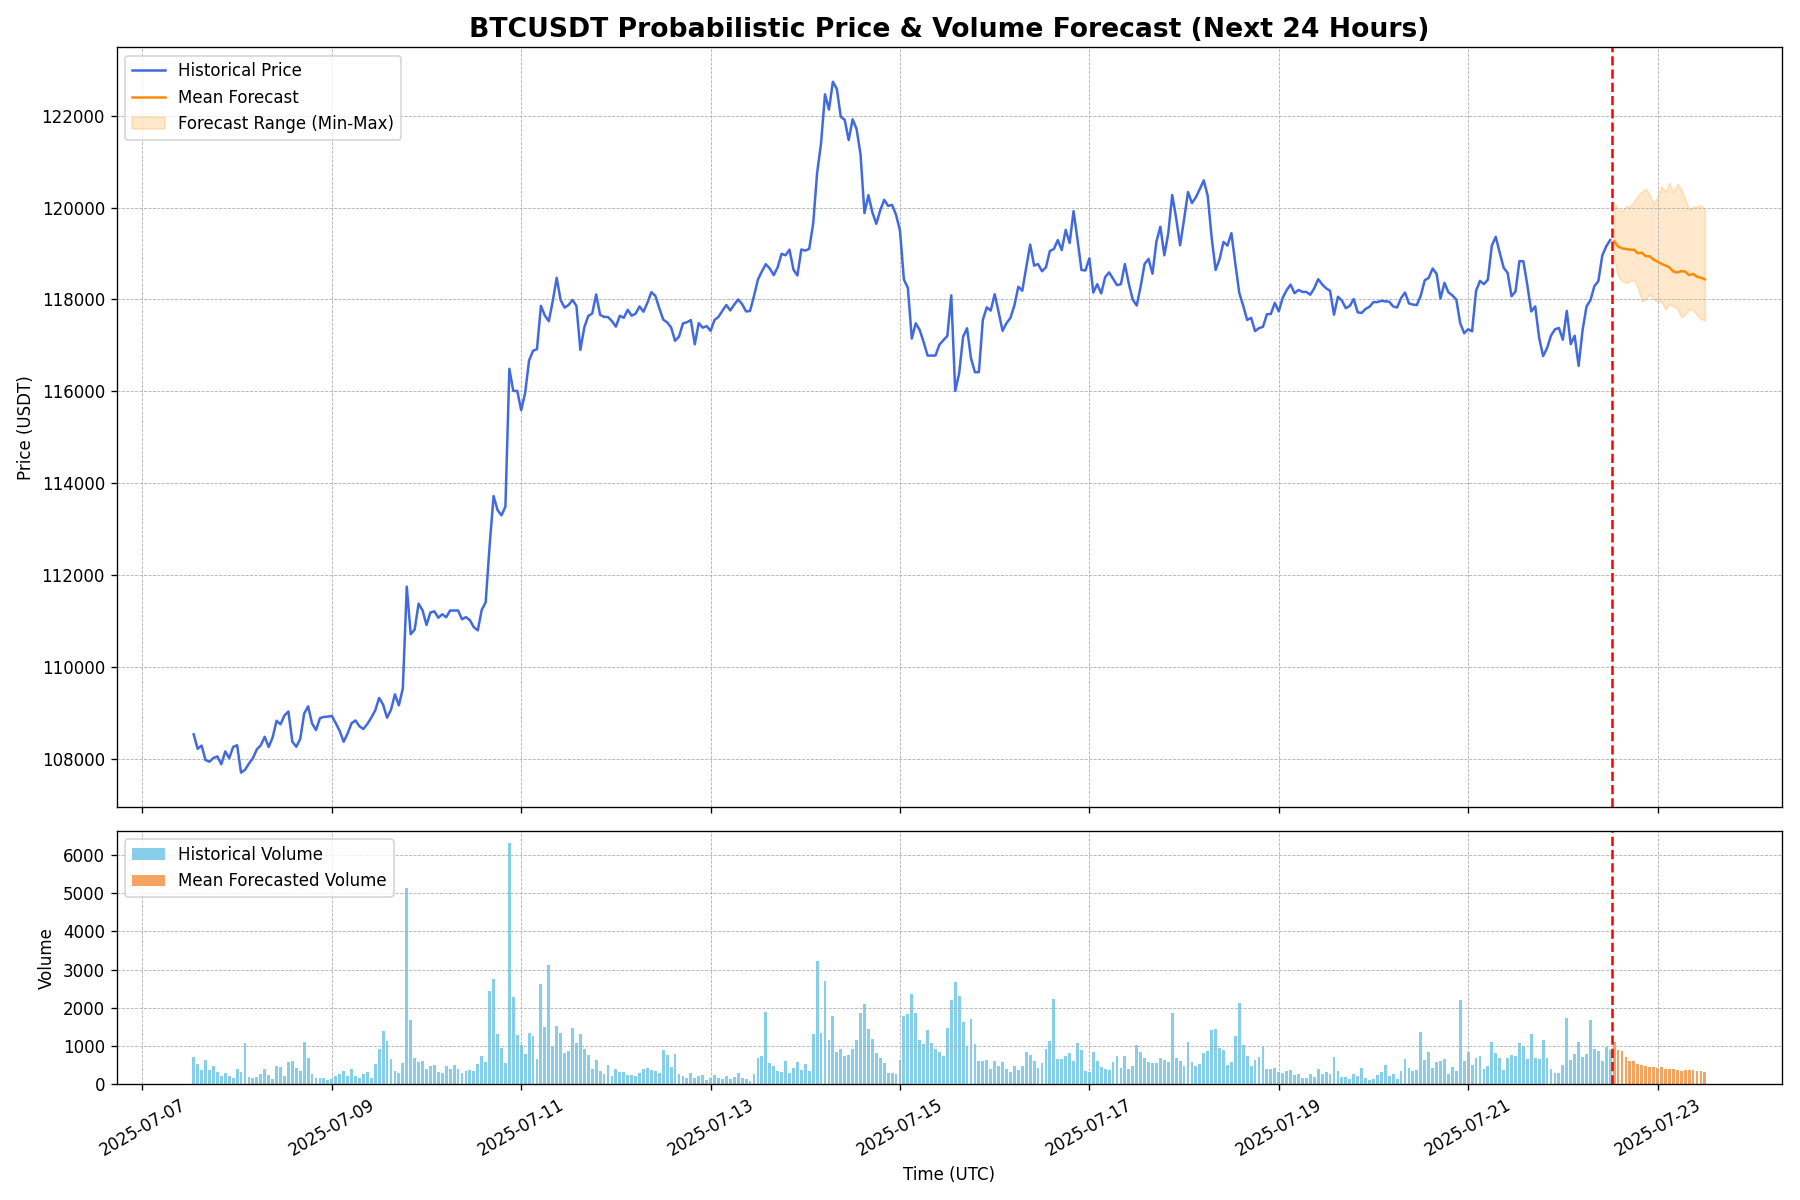 BTCUSDT Probabilistic Price & Volume Forecast (Next 24 Hours)
Historical Price
Mean Forecast
Forecast Range (Min-Max)
122000
120000
118000
116000
114000
112000
110000
108000
Price (USDT)
Historical Volume
Mean Forecasted Volume
6000
5000
4000
3000
2000
1000
0
Volume
2025-07-07
2025-07-09
2025-07-11
2025-07-13
2025-07-15
2025-07-17
2025-07-19
2025-07-21
2025-07-23
Time (UTC)